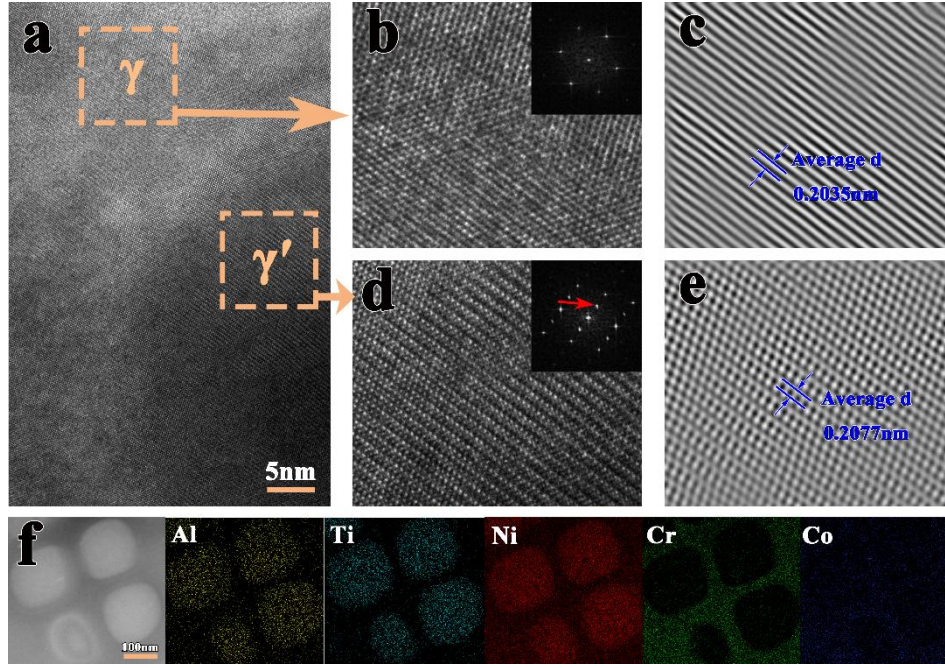 a
γ
γ′
5nm
b
c
Average d
0.2035nm
d
e
Average d
0.2077nm
f
100nm
Al
Ti
Ni
Cr
Co